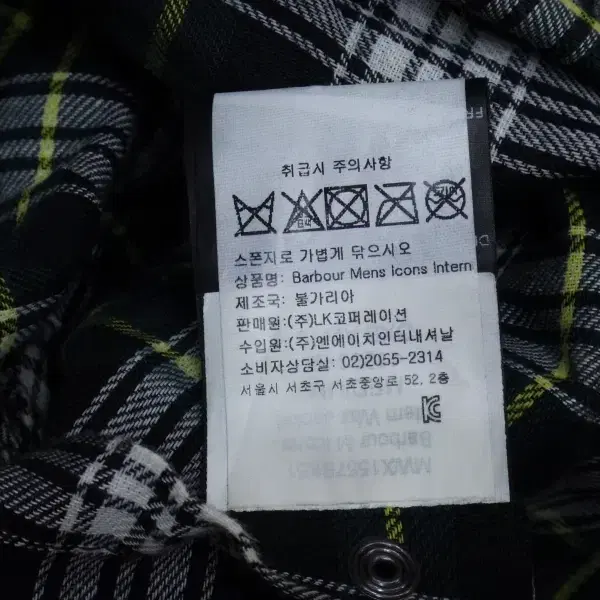 취급시 주의사항
스폰지로 가볍게 닦으시오
상품명: Barbour Mens Icons Intern
제조국: 불가리아
판매원:(주)LK코퍼레이션
수입원:(주)엔에이치인터내셔날
소비자상담실: 02)2055-2314
서울시 서초구 서초중앙로 52, 2층